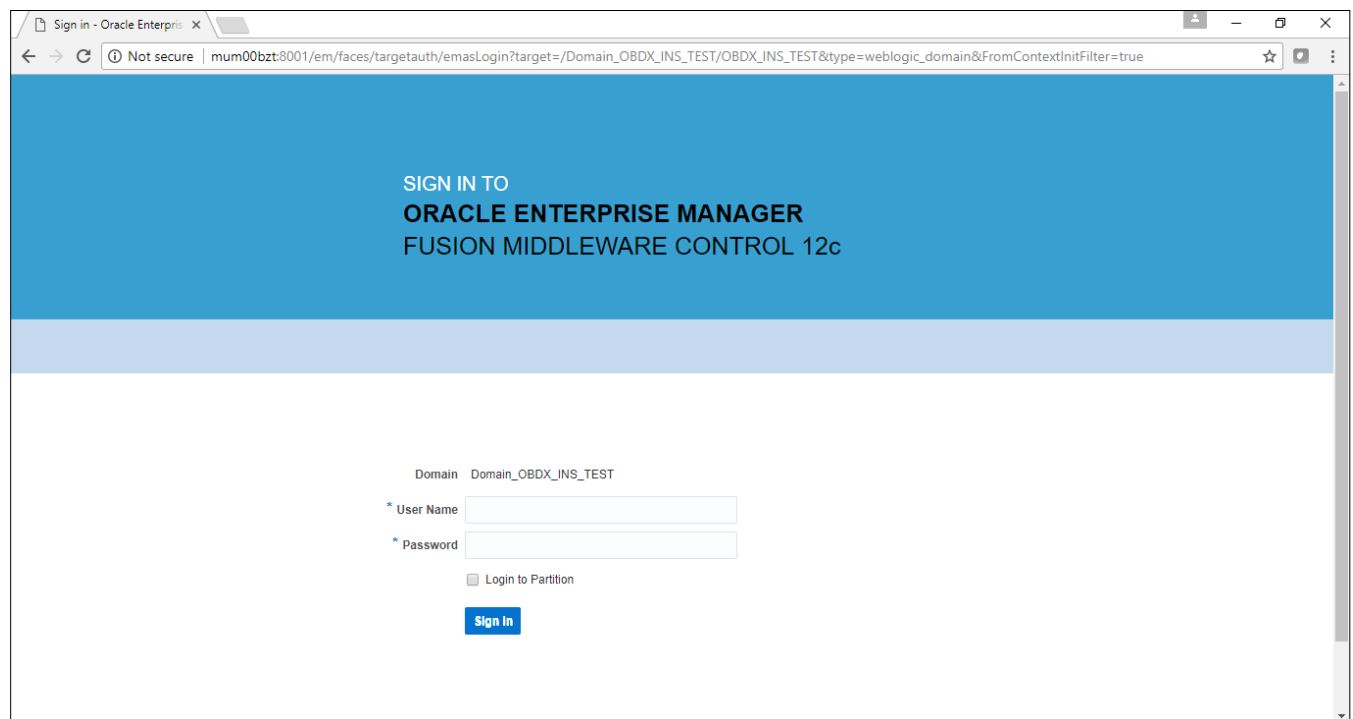 Sign in - Oracle Enterpris
Not secure | mum00bzt:8001/em/faces/targetauth/emasLogin?target=/Domain_OBDX_INS_TEST/OBDX_INS_TEST&type=weblogic_domain&FromContextInitFilter=true
SIGN IN TO
ORACLE ENTERPRISE MANAGER
FUSION MIDDLEWARE CONTROL 12c
Domain Domain_OBDX_INS_TEST
* User Name
* Password
Login to Partition
Sign in